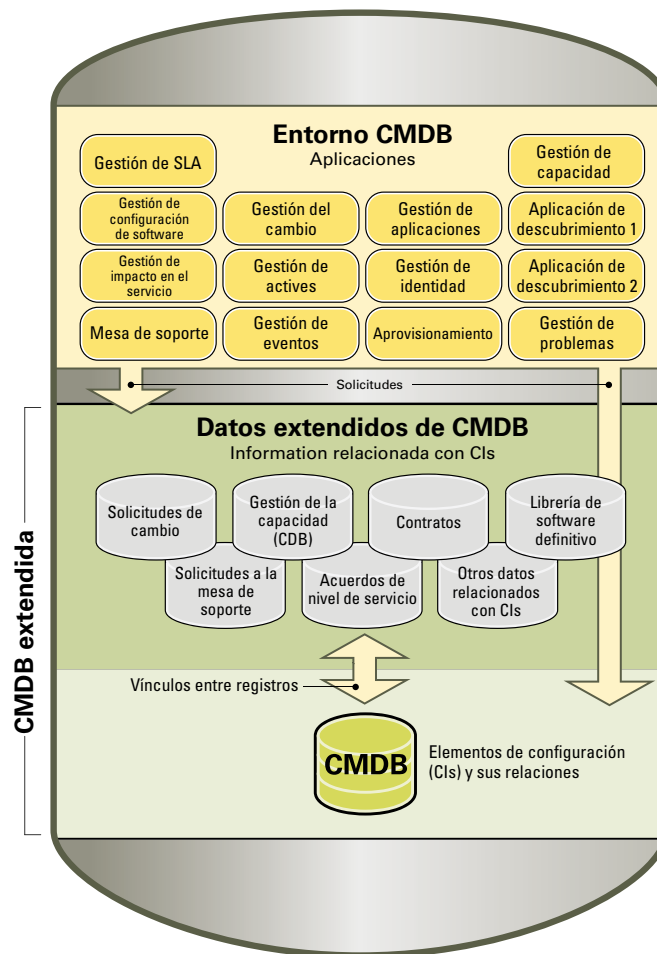 Entorno CMDB
Aplicaciones
Gestión de SLA
Gestión de
capacidad
Gestión de
configuración
de software
Gestión del
cambio
Gestión de
aplicaciones
Aplicación de
descubrimiento 1
Gestión de
impacto en el
servicio
Gestión de
actives
Gestión de
identidad
Aplicación de
descubrimiento 2
Mesa de soporte
Gestión de
eventos
Aprovisionamiento
Gestión de
problemas
Solicitudes
Datos extendidos de CMDB
Information relacionada con CIs
Solicitudes de
cambio
Gestión de la
capacidad
(CDB)
Contratos
Librería de
software
definitivo
Solicitudes a la
mesa de
soporte
Acuerdos de
nivel de servicio
Otros datos
relacionados
con CIs
CMDB extendida
Vínculos entre registros
CMDB
Elementos de configuración
(CIs) y sus relaciones